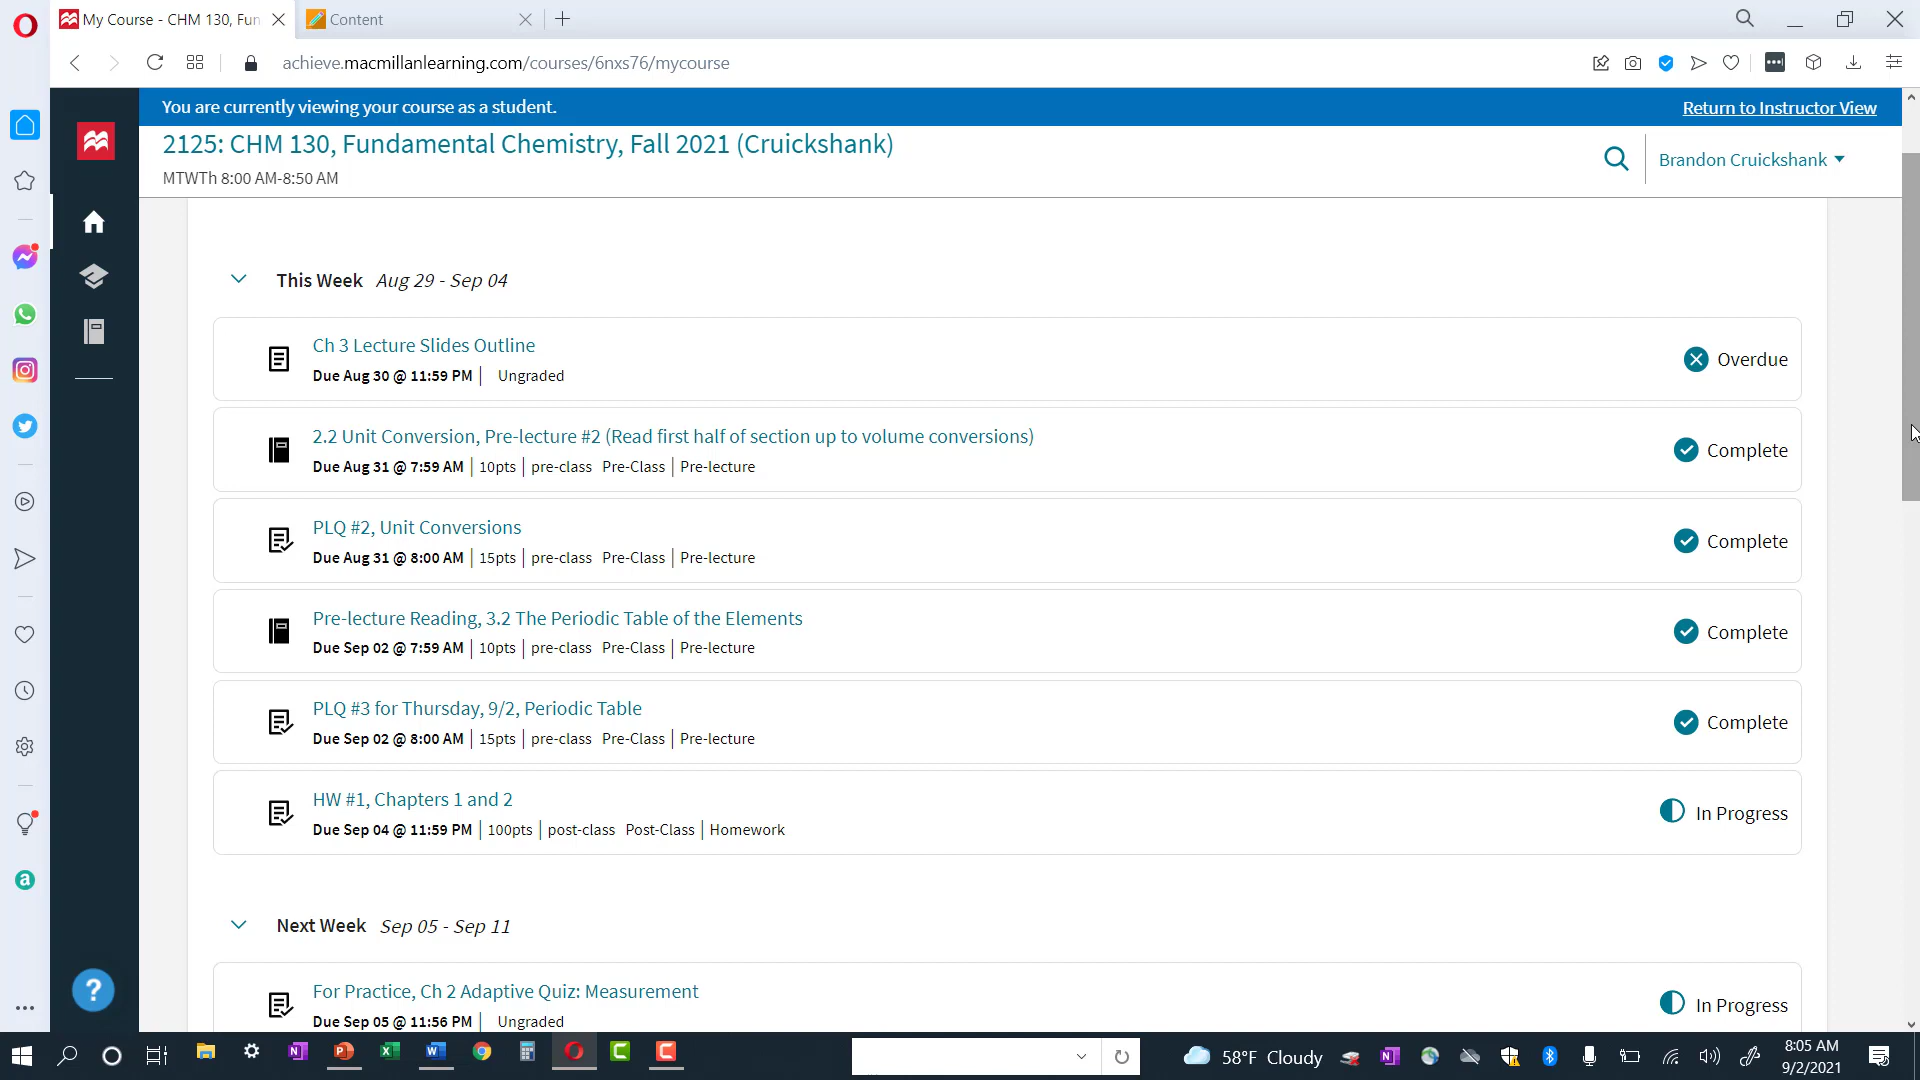 My Course - CHM 130, Fun
Content
achieve.macmillanlearning.com/courses/6nxs76/mycourse
You are currently viewing your course as a student.
Return to Instructor View
2125: CHM 130, Fundamental Chemistry, Fall 2021 (Cruickshank)
MTWTh 8:00 AM-8:50 AM
Brandon Cruickshank
This Week Aug 29 - Sep 04
Ch 3 Lecture Slides Outline
Due Aug 30 @ 11:59 PM | Ungraded
Overdue
2.2 Unit Conversion, Pre-lecture #2 (Read first half of section up to volume conversions)
Due Aug 31 @ 7:59 AM | 10pts | pre-class Pre-Class | Pre-lecture
Complete
PLQ #2, Unit Conversions
Due Aug 31 @ 8:00 AM | 15pts | pre-class Pre-Class | Pre-lecture
Complete
Pre-lecture Reading, 3.2 The Periodic Table of the Elements
Due Sep 02 @ 7:59 AM | 10pts | pre-class Pre-Class | Pre-lecture
Complete
PLQ #3 for Thursday, 9/2, Periodic Table
Due Sep 02 @ 8:00 AM | 15pts | pre-class Pre-Class | Pre-lecture
Complete
HW #1, Chapters 1 and 2
Due Sep 04 @ 11:59 PM | 100pts | post-class Post-Class | Homework
In Progress
Next Week Sep 05 - Sep 11
For Practice, Ch 2 Adaptive Quiz: Measurement
Due Sep 05 @ 11:56 PM | Ungraded
In Progress
58°F Cloudy
8:05 AM
9/2/2021